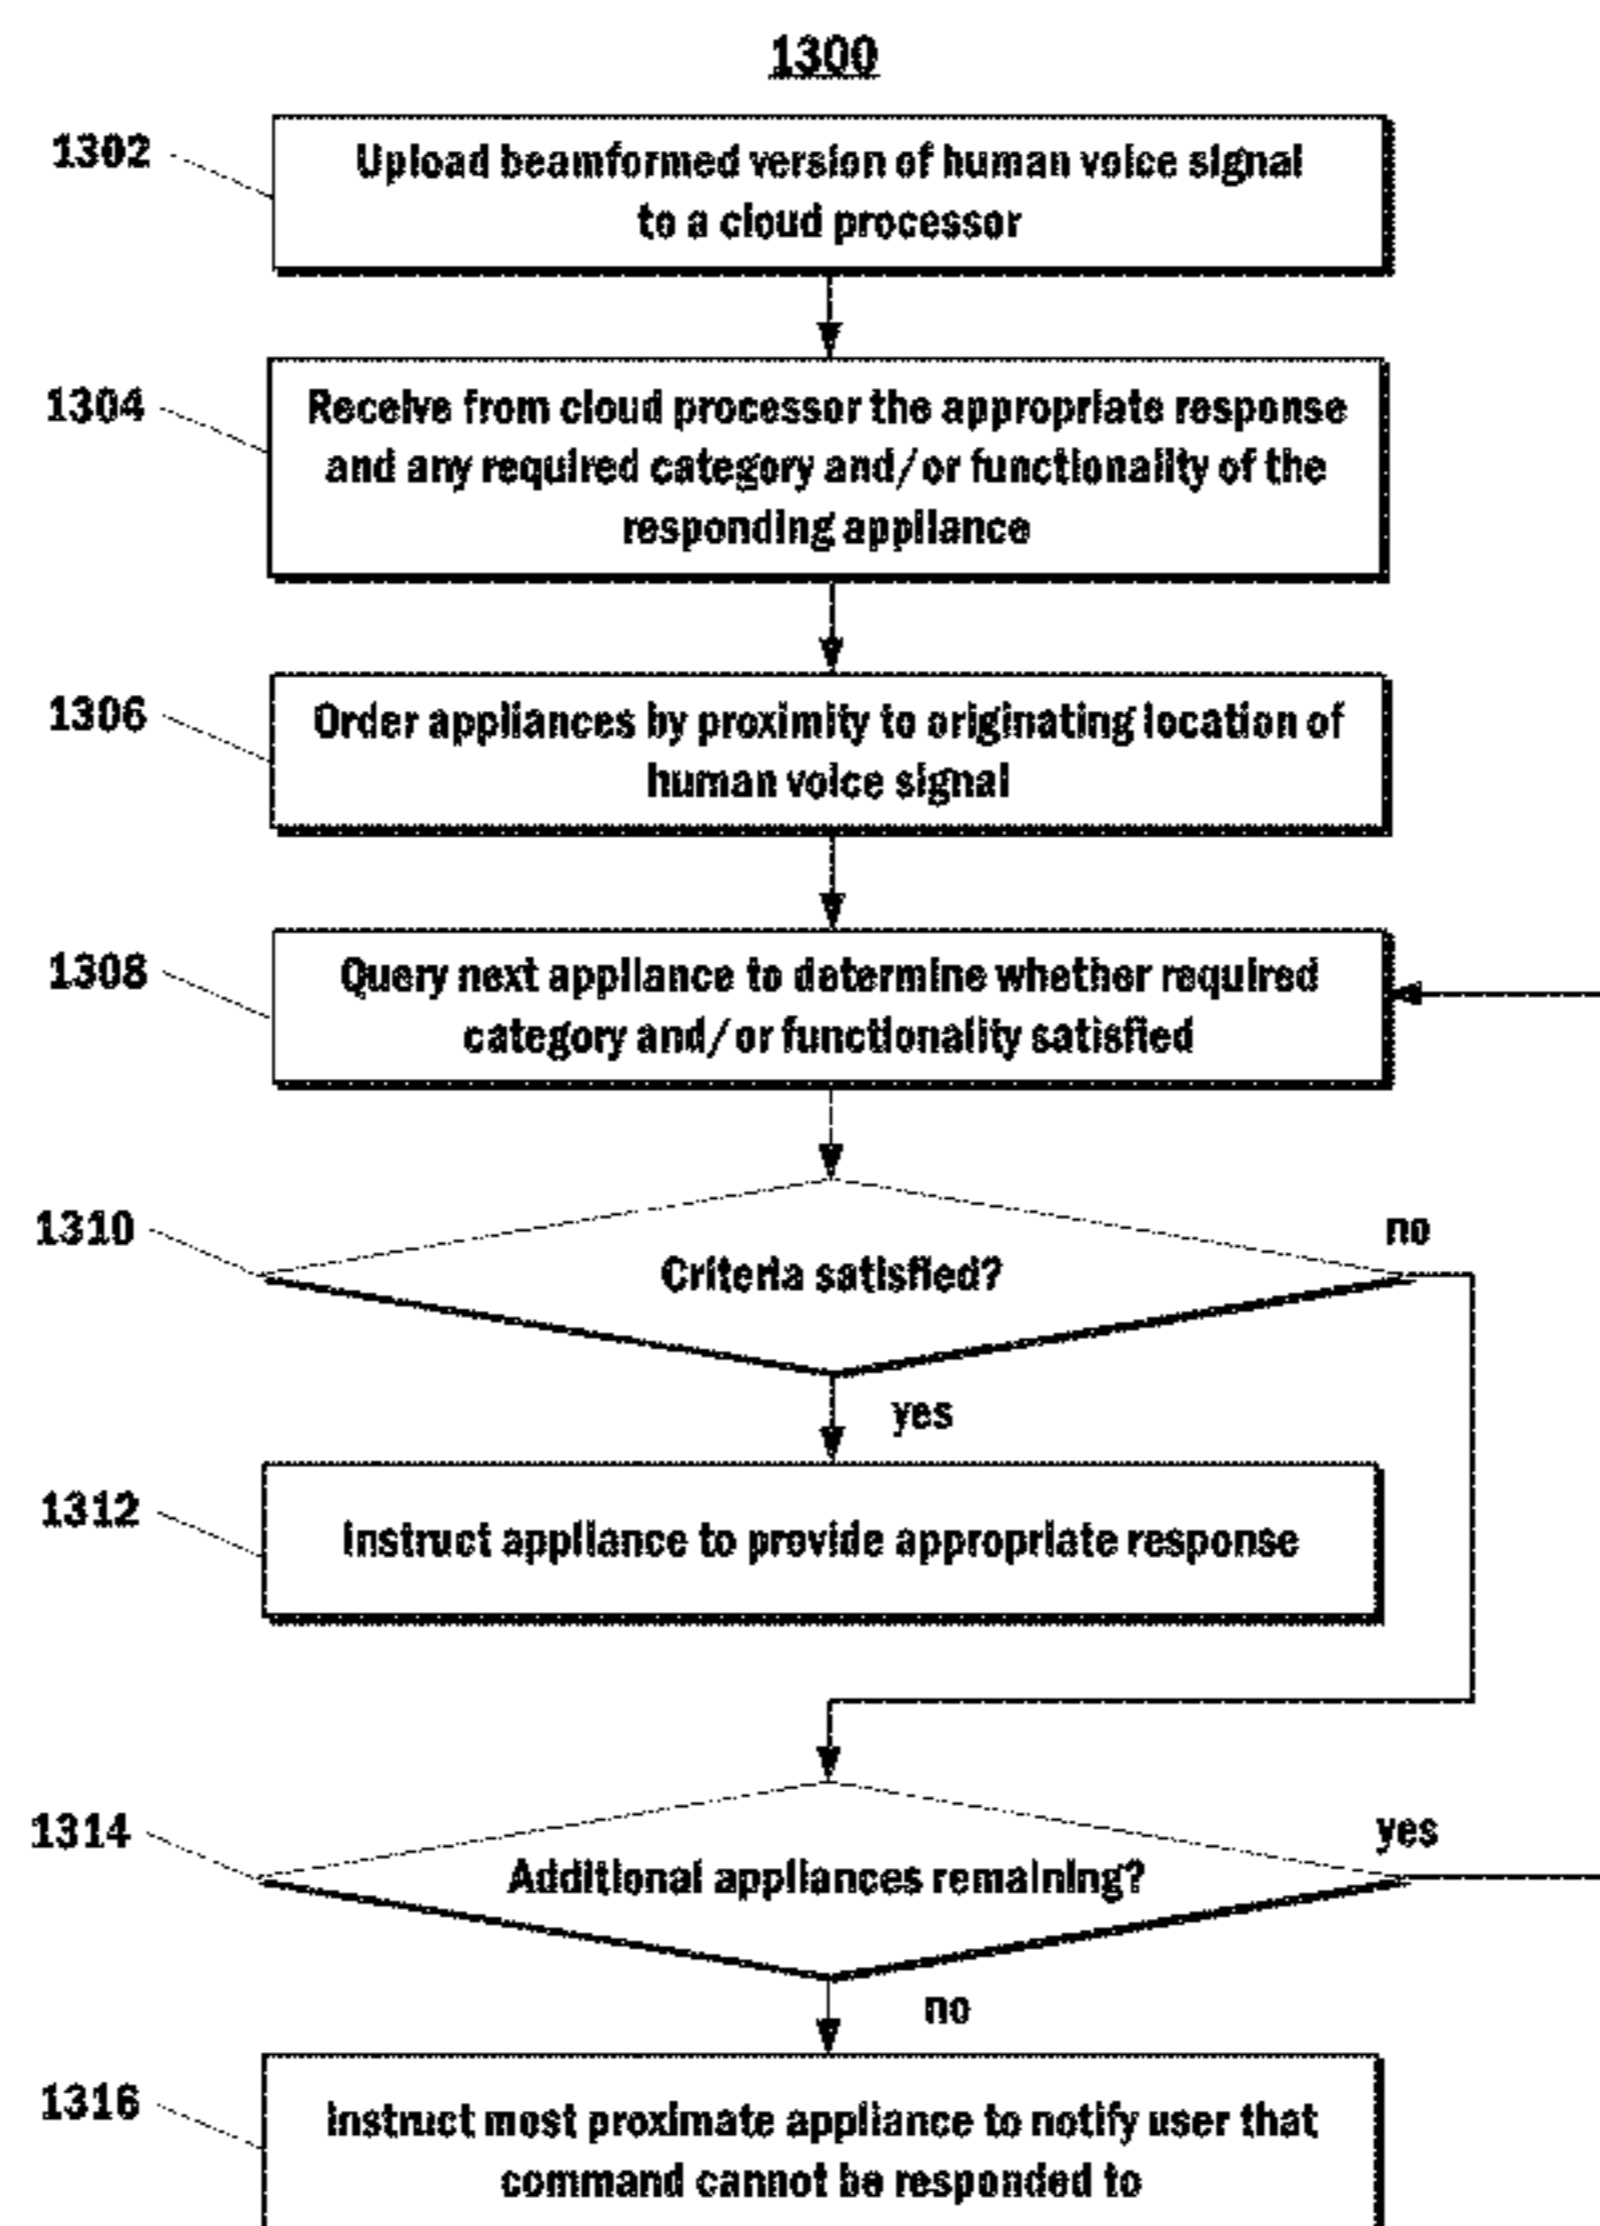 1300
1302
Upload beamformed version of human voice signal
to a cloud processor
1304
Receive from cloud processor the appropriate response
and any required category and/or functionality of the
responding appliance
1306
Order appliances by proximity to originating location of
human voice signal
1308
Query next appliance to determine whether required
category and/or functionality satisfied
1310
no
Criteria satisfied?
yes
1312
Instruct appliance to provide appropriate response
1314
yes
Additional appliances remaining?
no
1316
Instruct most proximate appliance to notify user that
command cannot be responded to